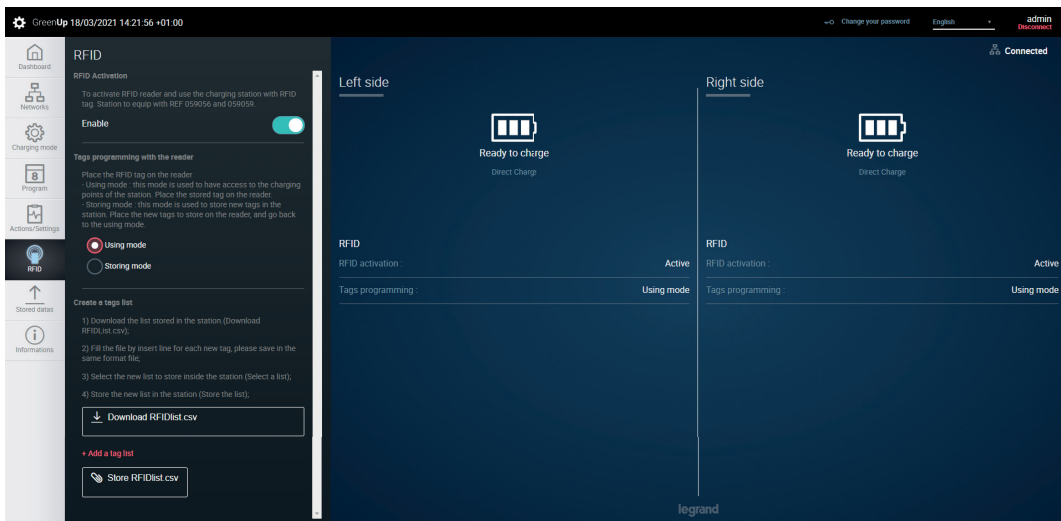 GreenUp 18/03/2021 14:21:56 +01:00
Change your password
English
admin
Disconnect
Dashboard
Networks
Charging mode
8
Program
Actions/Settings
RFID
Stored datas
Informations
RFID
RFID Activation
To activate RFID reader and use the charging station with RFID
tag. Station to equip with REF 059056 and 059059.
Enable
Tags programming with the reader
Place the RFID tag on the reader
- Using mode : this mode is used to have access to the charging
points of the station. Place the stored tag on the reader.
- Storing mode : this mode is used to store new tags in the
station. Place the new tags to store on the reader, and go back
to the using mode.
Using mode
Storing mode
Create a tags list
1) Download the list stored in the station (Download
RFIDList.csv);
2) Fill the file by insert line for each new tag, please save in the
same format file;
3) Select the new list to store inside the station (Select a list);
4) Store the new list in the station (Store the list);
Download RFIDlist.csv
+ Add a tag list
Store RFIDlist.csv
Connected
Left side
Ready to charge
Direct Charge
RFID
RFID activation : Active
Tags programming : Using mode
Right side
Ready to charge
Direct Charge
RFID
RFID activation : Active
Tags programming : Using mode
legrand